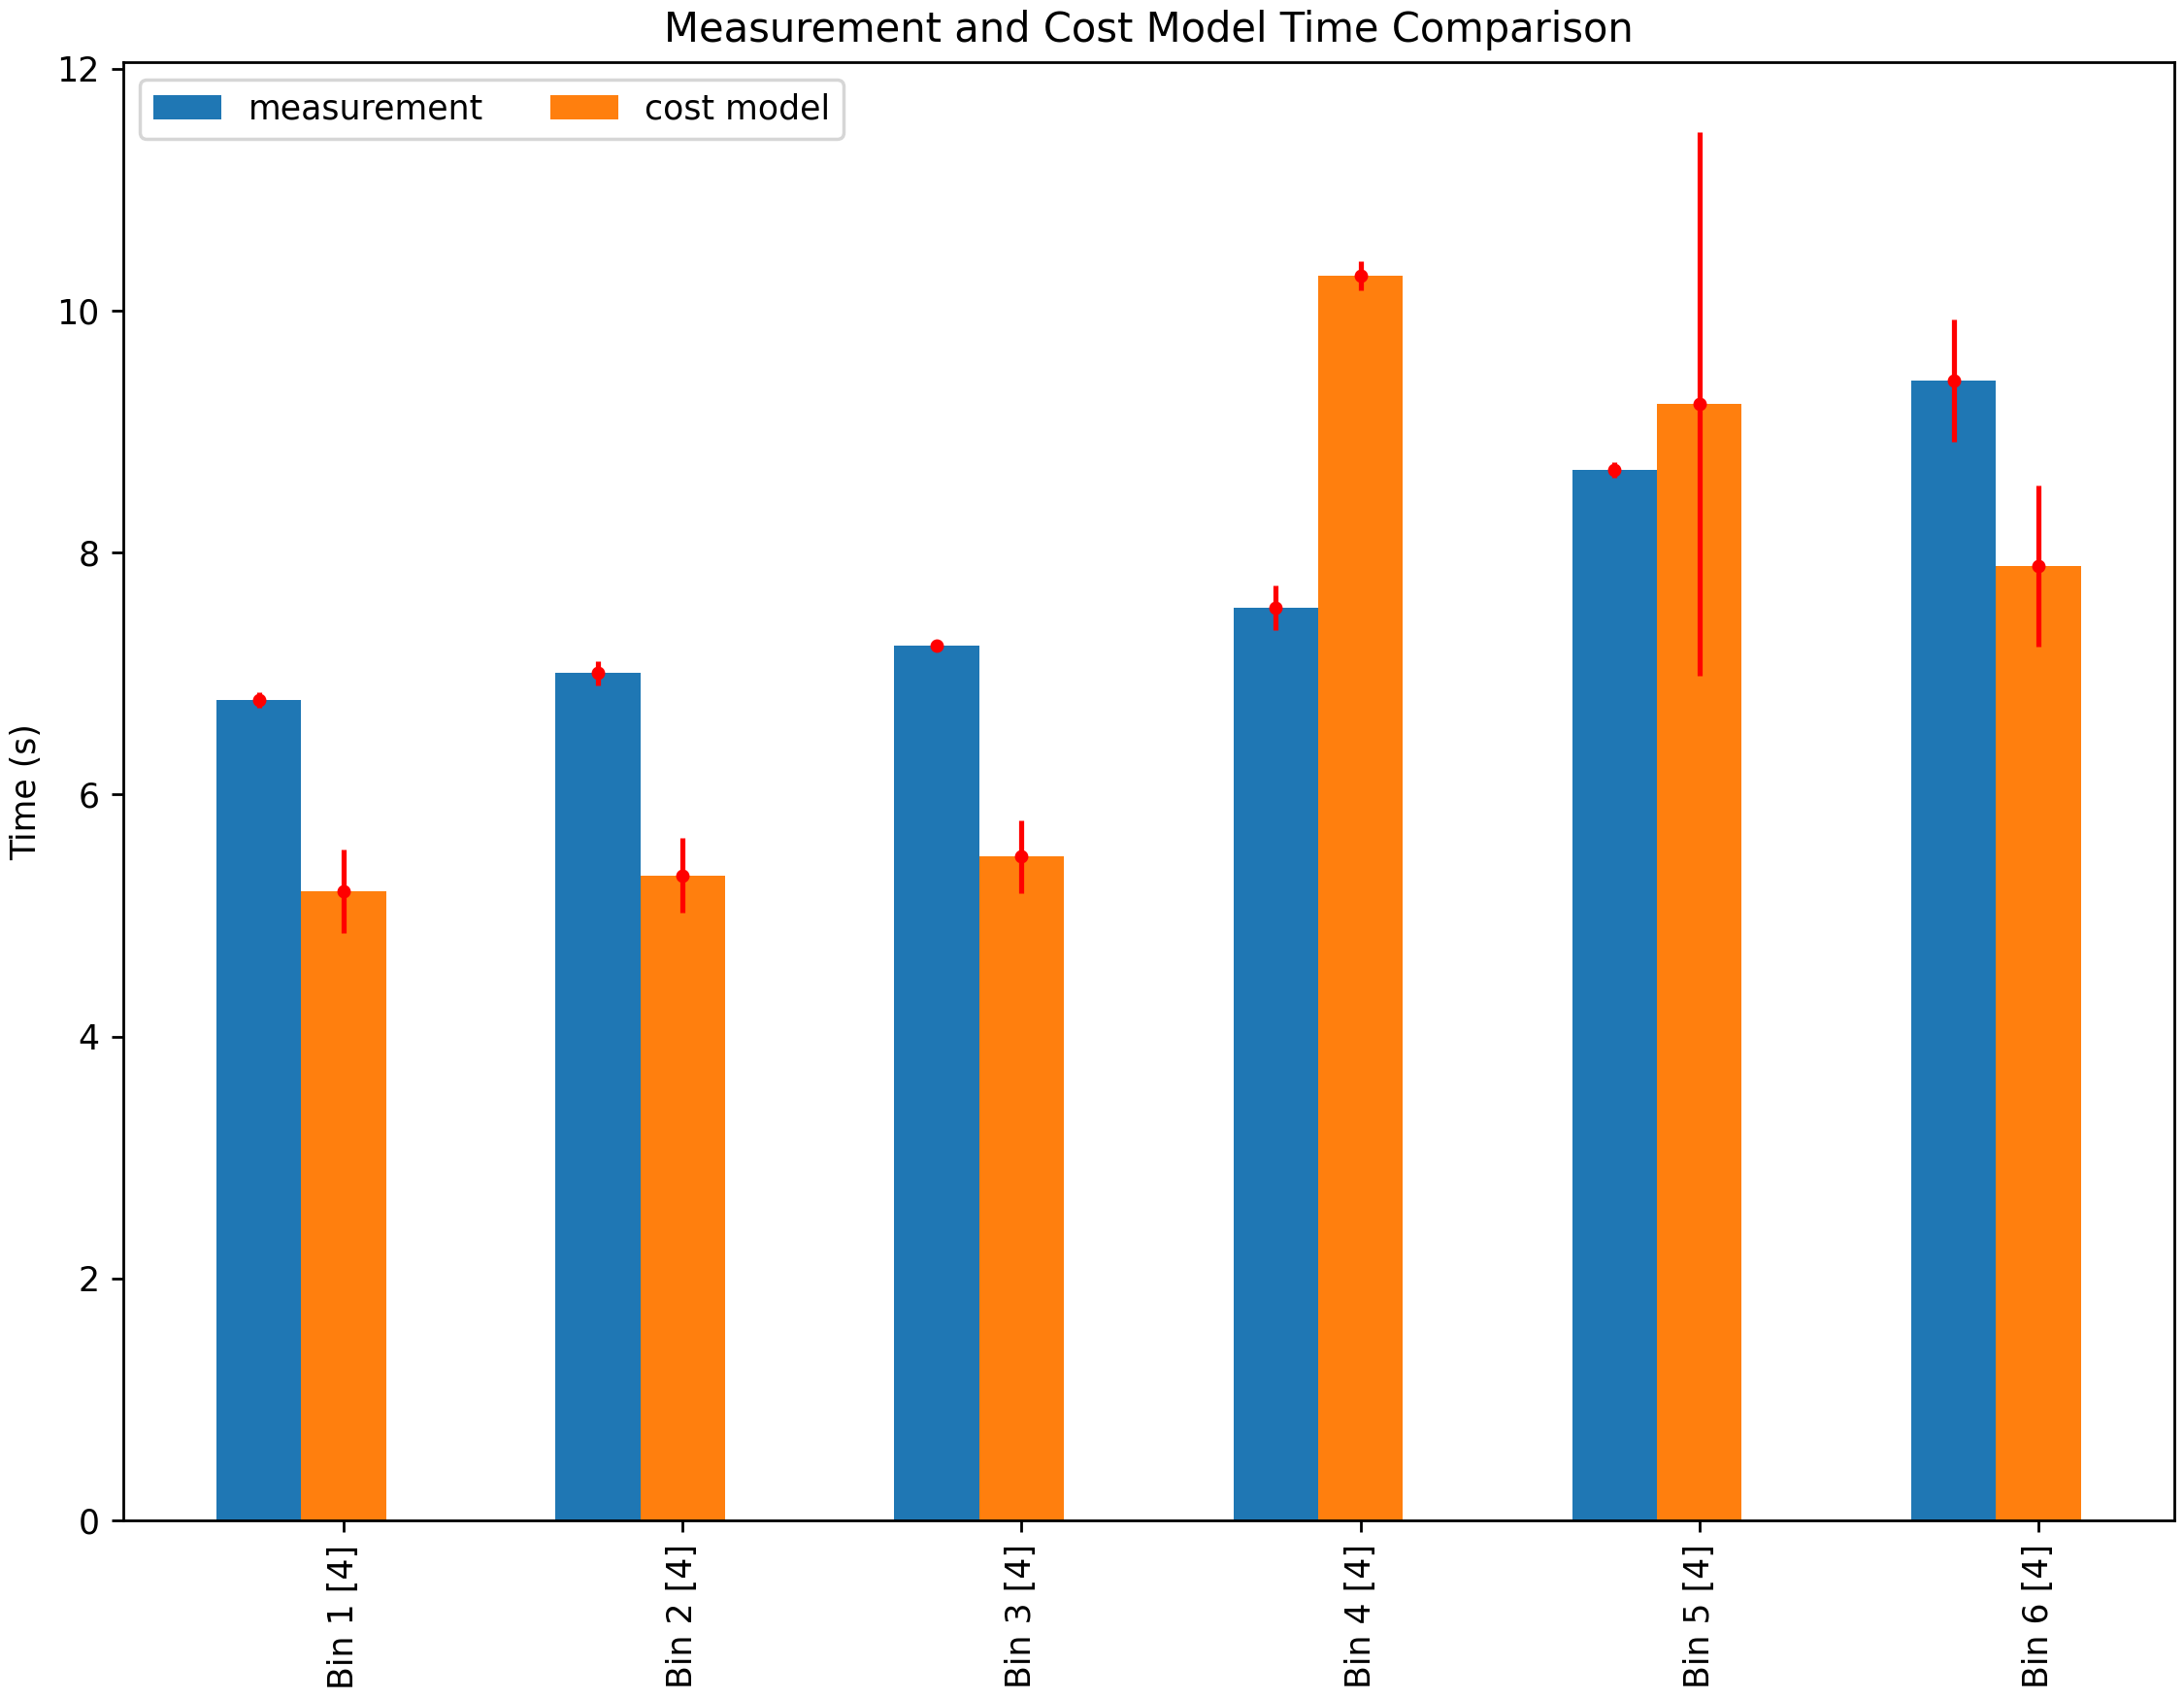 Measurement and Cost Model Time Comparison
measurement
cost model
Time (s)
12
10
8
6
4
2
0
Bin 1 [4]
Bin 2 [4]
Bin 3 [4]
Bin 4 [4]
Bin 5 [4]
Bin 6 [4]